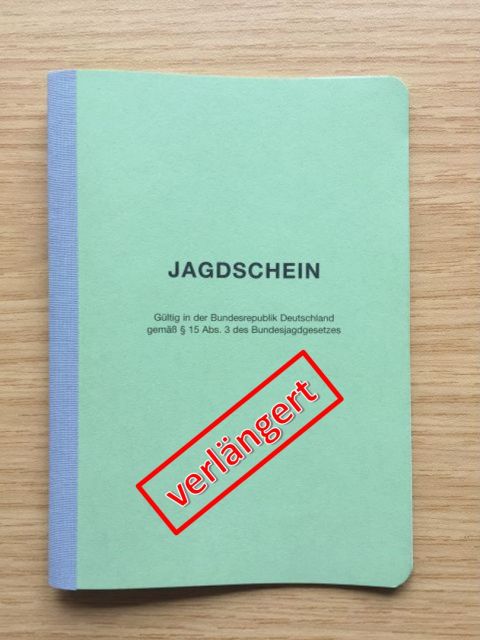 JAGDSCHEIN
Gültig in der Bundesrepublik Deutschland
gemäß § 15 Abs. 3 des Bundesjagdgesetzes
verlängert